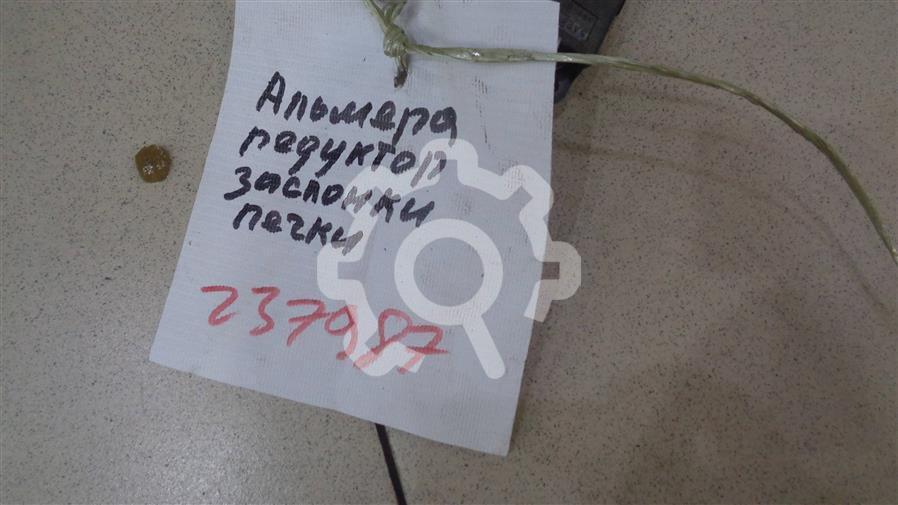 Альмера
редуктор
заслонки
печки
237987